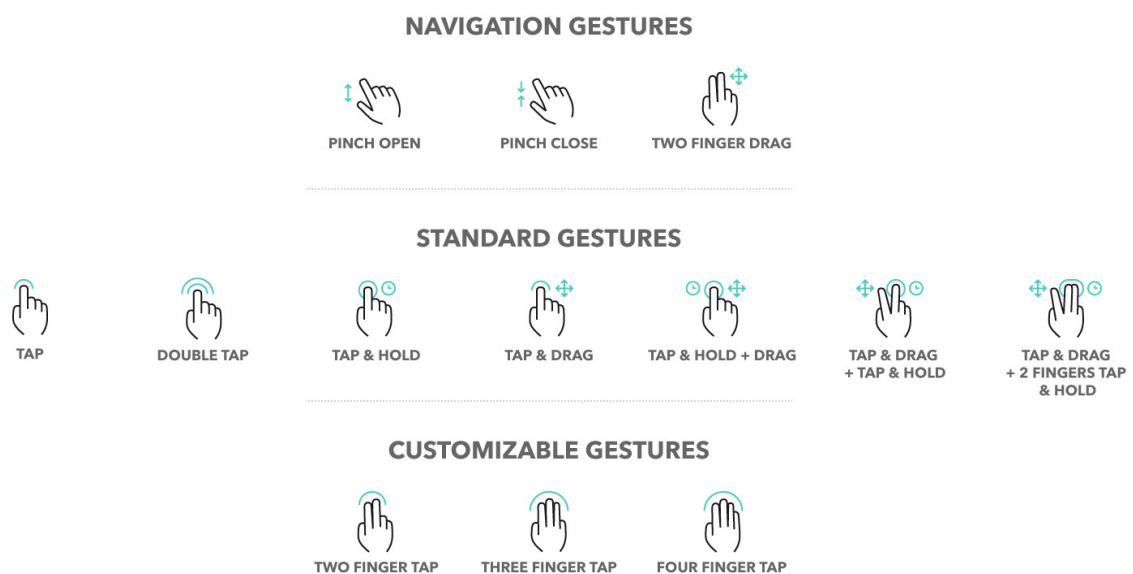 NAVIGATION GESTURES
PINCH OPEN
PINCH CLOSE
TWO FINGER DRAG
STANDARD GESTURES
TAP
DOUBLE TAP
TAP & HOLD
TAP & DRAG
TAP & HOLD + DRAG
TAP & DRAG
+ TAP & HOLD
TAP & DRAG
+ 2 FINGERS TAP
& HOLD
CUSTOMIZABLE GESTURES
TWO FINGER TAP
THREE FINGER TAP
FOUR FINGER TAP